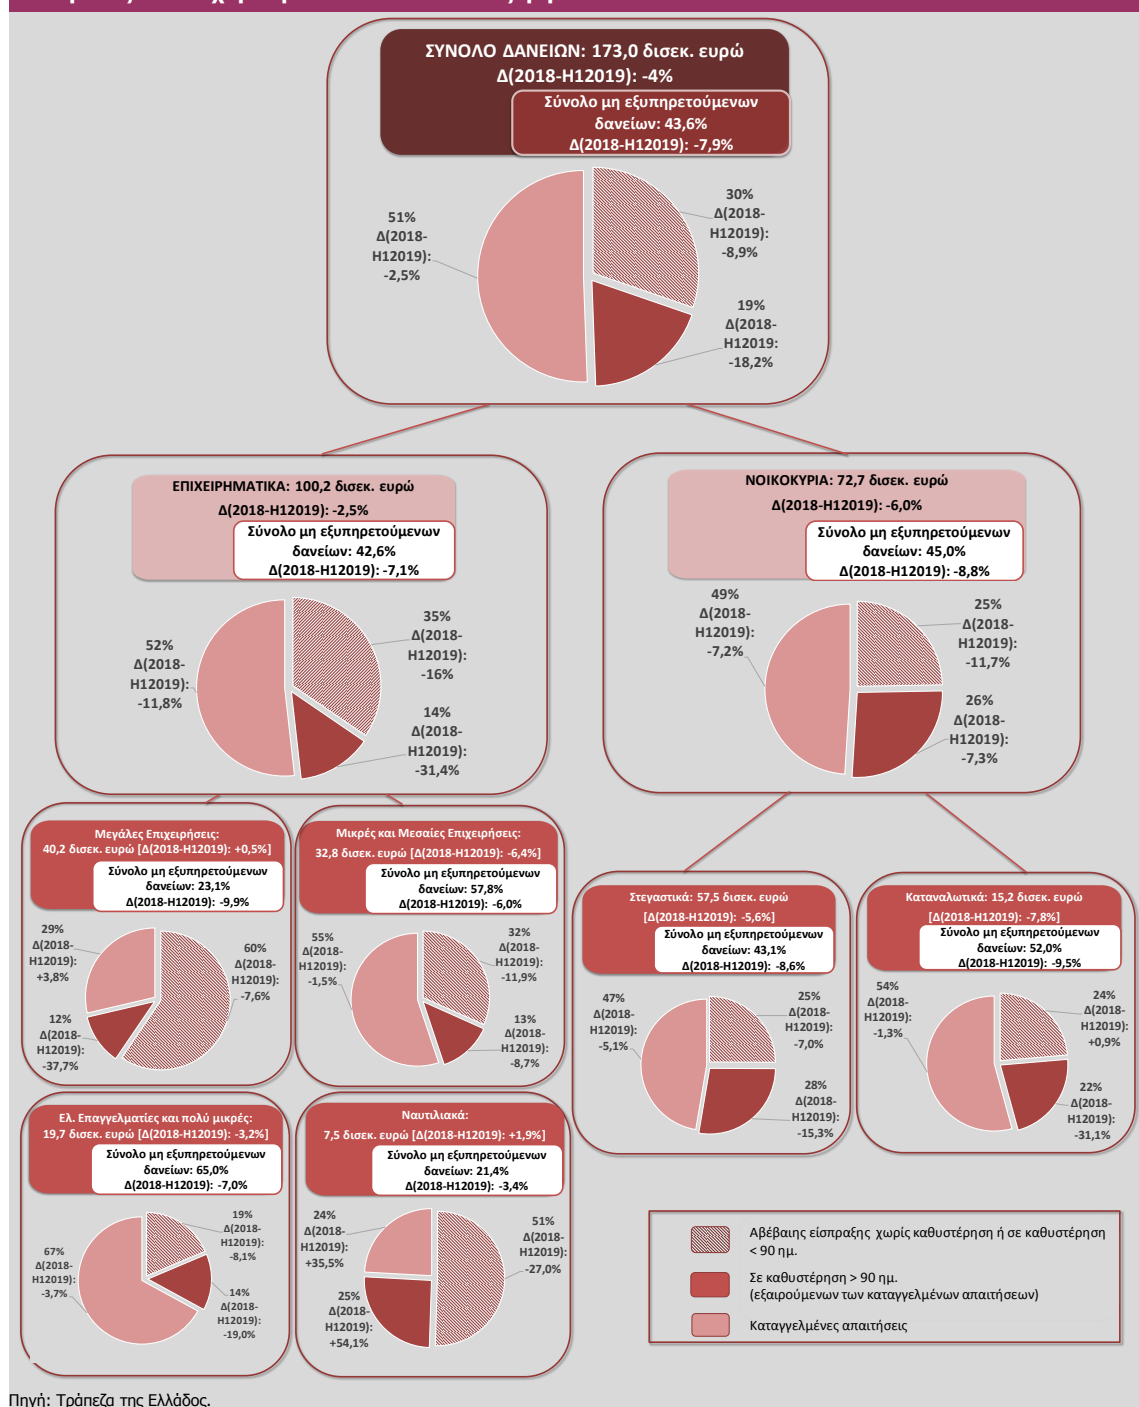 ΣΥΝΟΛΟ ΔΑΝΕΙΩΝ: 173,0 δισεκ. ευρώ
Δ(2018-H12019): -4%
Σύνολο μη εξυπηρετούμενων
δανείων: 43,6%
Δ(2018-H12019): -7,9%
30%
Δ(2018-
H12019):
-8,9%
51%
Δ(2018-
H12019):
-2,5%
19%
Δ(2018-
H12019:
-18,2%
ΕΠΙΧΕΙΡΗΜΑΤΙΚΑ: 100,2 δισεκ. ευρώ
Δ(2018-H12019): -2,5%
Σύνολο μη εξυπηρετούμενων
δανείων: 42,6%
Δ(2018-H12019): -7,1%
35%
Δ(2018-
H12019):
-16%
52%
Δ(2018-
H12019):
-11,8%
14%
Δ(2018-
H12019):
-31,4%
ΝΟΙΚΟΚΥΡΙΑ: 72,7 δισεκ. ευρώ
Δ(2018-H12019): -6,0%
Σύνολο μη εξυπηρετούμενων
δανείων: 45,0%
Δ(2018-H12019): -8,8%
49%
Δ(2018-
H12019):
-7,2%
25%
Δ(2018-
H12019):
-11,7%
26%
Δ(2018-
H12019):
-7,3%
Μεγάλες Επιχειρήσεις:
40,2 δισεκ. ευρώ [Δ(2018-H12019): +0,5%]
Σύνολο μη εξυπηρετούμενων
δανείων: 23,1%
Δ(2018-H12019): -9,9%
29%
Δ(2018-
H12019):
+3,8%
60%
Δ(2018-
H12019):
-7,6%
12%
Δ(2018-
H12019):
-37,7%
Μικρές και Μεσαίες Επιχειρήσεις:
32,8 δισεκ. ευρώ [Δ(2018-H12019): -6,4%]
Σύνολο μη εξυπηρετούμενων
δανείων: 57,8%
Δ(2018-H12019): -6,0%
55%
Δ(2018-
H12019):
-1,5%
32%
Δ(2018-
H12019):
-11,9%
13%
Δ(2018-
H12019):
-8,7%
Στεγαστικά: 57,5 δισεκ. ευρώ
[Δ(2018-H12019): -5,6%]
Σύνολο μη εξυπηρετούμενων
δανείων: 43,1%
Δ(2018-H12019): -8,6%
47%
Δ(2018-
H12019):
-5,1%
25%
Δ(2018-
H12019):
-7,0%
28%
Δ(2018-
H12019):
-15,3%
Καταναλωτικά: 15,2 δισεκ. ευρώ
[Δ(2018-H12019): -7,8%]
Σύνολο μη εξυπηρετούμενων
δανείων: 52,0%
Δ(2018-H12019): -9,5%
54%
Δ(2018-
H12019):
-1,3%
24%
Δ(2018-
H12019):
+0,9%
22%
Δ(2018-
H12019):
-31,1%
Ελ. Επαγγελματίες και πολύ μικρές:
19,7 δισεκ. ευρώ [Δ(2018-H12019): -3,2%]
Σύνολο μη εξυπηρετούμενων
δανείων: 65,0%
Δ(2018-H12019): -7,0%
19%
Δ(2018-
H12019):
-8,1%
67%
Δ(2018-
H12019):
-3,7%
14%
Δ(2018-
H12019):
-19,0%
Ναυτιλιακά:
7,5 δισεκ. ευρώ [Δ(2018-H12019): +1,9%]
Σύνολο μη εξυπηρετούμενων
δανείων: 21,4%
Δ(2018-H12019): -3,4%
24%
Δ(2018-
H12019):
+35,5%
51%
Δ(2018-
H12019):
-27,0%
25%
Δ(2018-
H12019):
+54,1%
Αβέβαιης είσπραξης χωρίς καθυστέρηση ή σε καθυστέρηση
< 90 ημ.
Σε καθυστέρηση > 90 ημ.
(εξαιρούμενων των καταγγελμένων απαιτήσεων)
Καταγγελμένες απαιτήσεις
Πηγή: Τράπεζα της Ελλάδος.